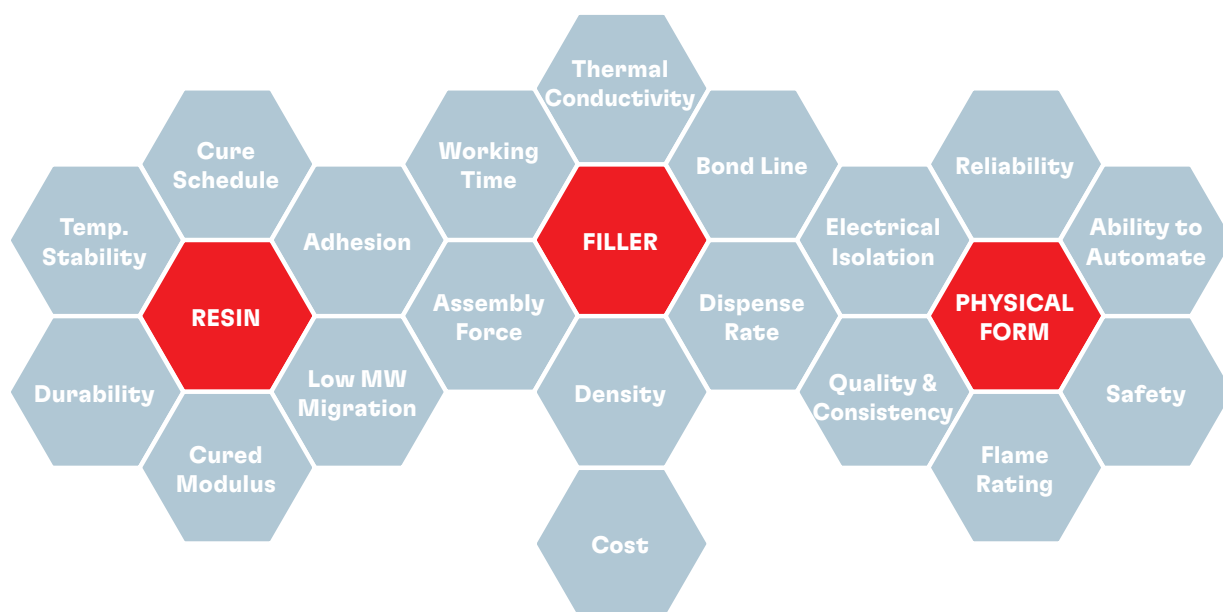 Thermal
Conductivity
Cure
Schedule
Working
Time
Bond Line
Reliability
Temp.
Stability
Adhesion
FILLER
Electrical
Isolation
Ability to
Automate
RESIN
Assembly
Force
Dispense
Rate
PHYSICAL
FORM
Durability
Low MW
Migration
Density
Quality &
Consistency
Safety
Cured
Modulus
Flame
Rating
Cost